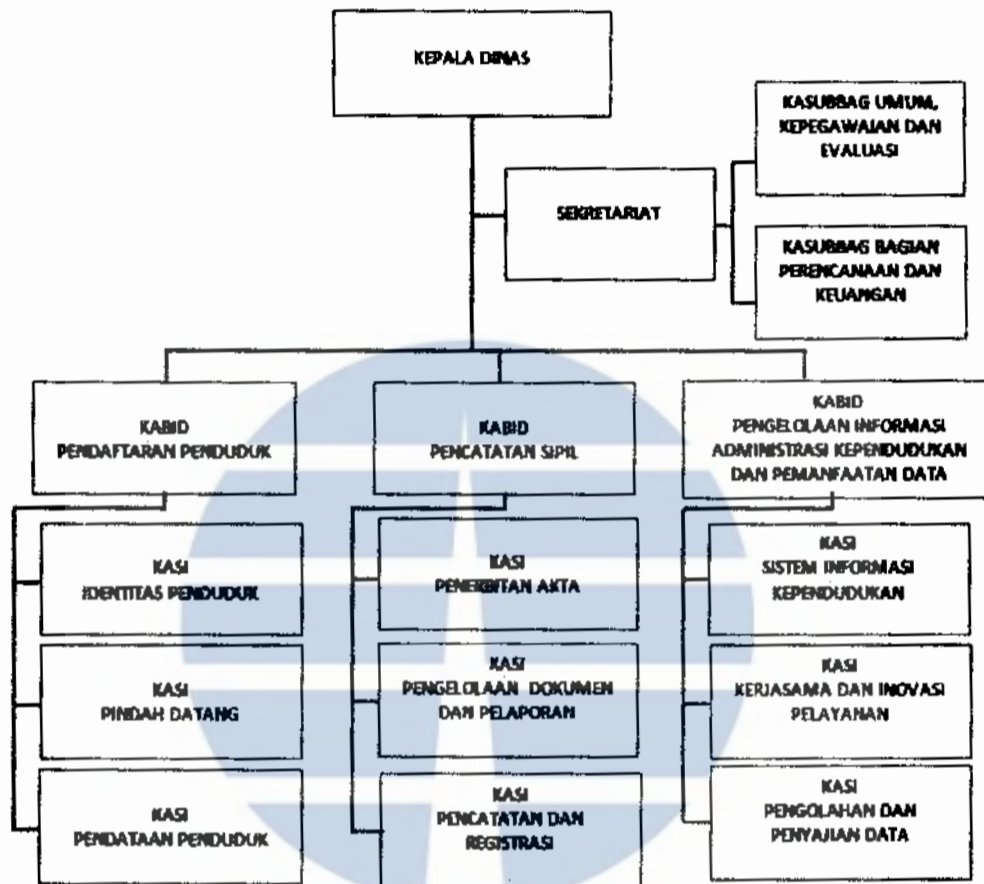 KEPALA DINAS
KASUBBAG UMUM,
KEPEGAWAIAN DAN
EVALUASI
SEKRETARIAT
KASUBBAG BAGIAN
PERENCANAAN DAN
KEUANGAN
KABID
PENDAFTARAN PENDUDUK
KABID
PENCATATAN SIPIL
KABID
PENGELOLAAN INFORMASI
ADMINISTRASI KEPENDUDUKAN
DAN PEMANFAATAN DATA
KASI
IDENTITAS PENDUDUK
KASI
PENERBITAN AKTA
KASI
SISTEM INFORMASI
KEPENDUDUKAN
KASI
PINDAH DATANG
KASI
PENGELOLAAN DOKUMEN
DAN PELAPORAN
KASI
KERJASAMA DAN INOVASI
PELAYANAN
KASI
PENDATAAN PENDUDUK
KASI
PENCATATAN DAN
REGISTRASI
KASI
PENGOLAHAN DAN
PENYAJIAN DATA